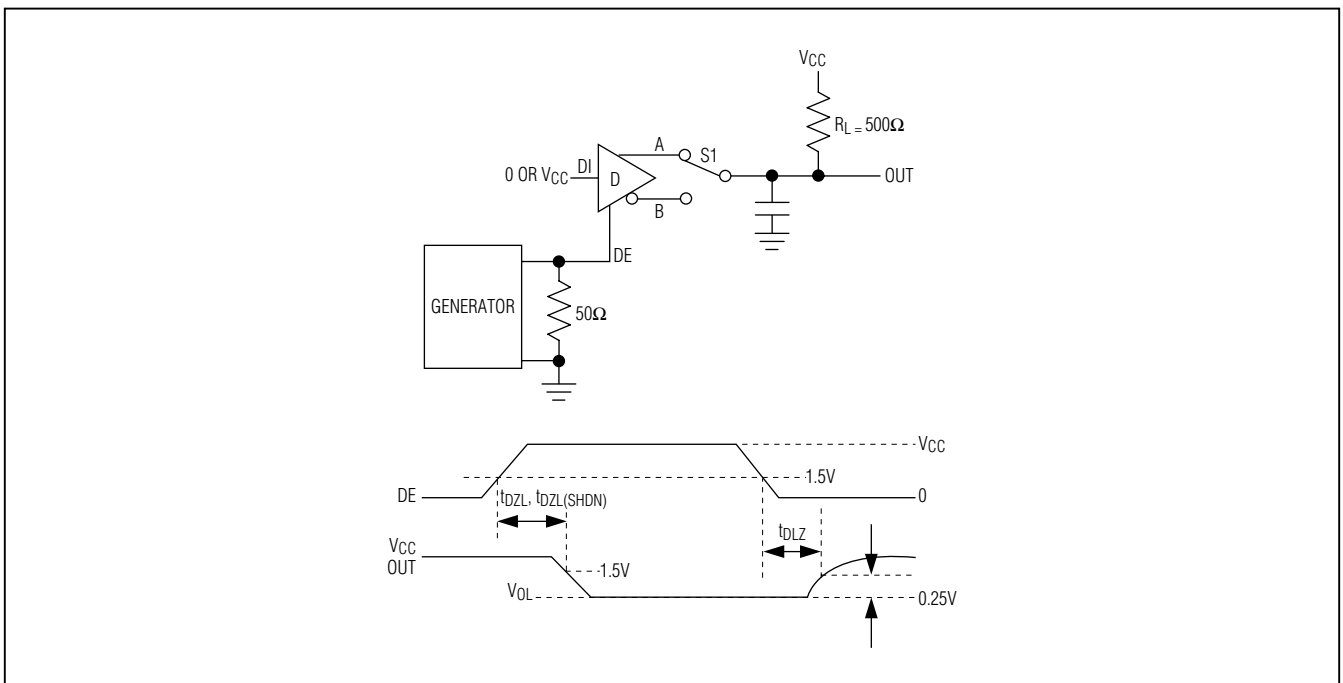 VCC
RL = 500Ω
A
S1
0 OR VCC
DI
D
OUT
B
DE
GENERATOR
50Ω
VCC
1.5V
DE
0
tDZL, tDZL(SHDN)
tDLZ
VCC
OUT
1.5V
VOL
0.25V